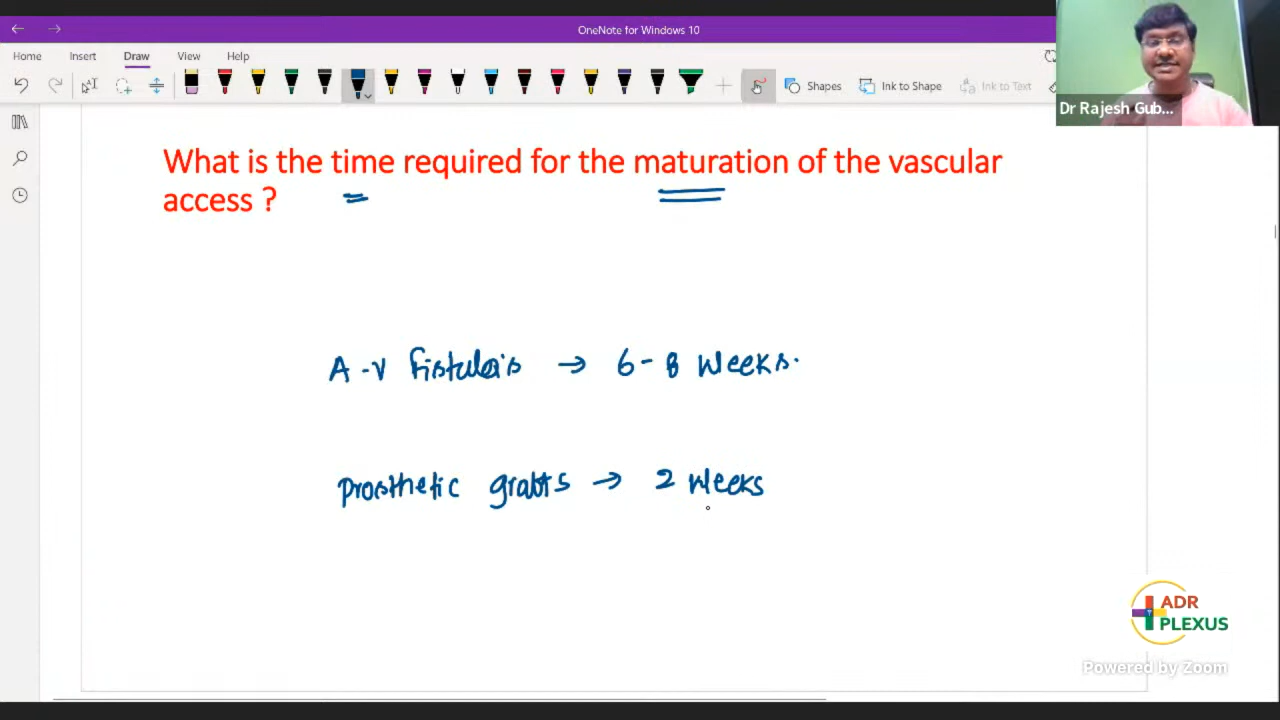 OneNote for Windows 10
Home Insert Draw View Help
Shapes Ink to Shape Ink to Text
Dr Rajesh Gub...
What is the time required for the maturation of the vascular
access ?
A-V Fistula's → 6-8 Weeks.
Prosthetic grafts → 2 Weeks
ADR
PLEXUS
Powered by Zoom